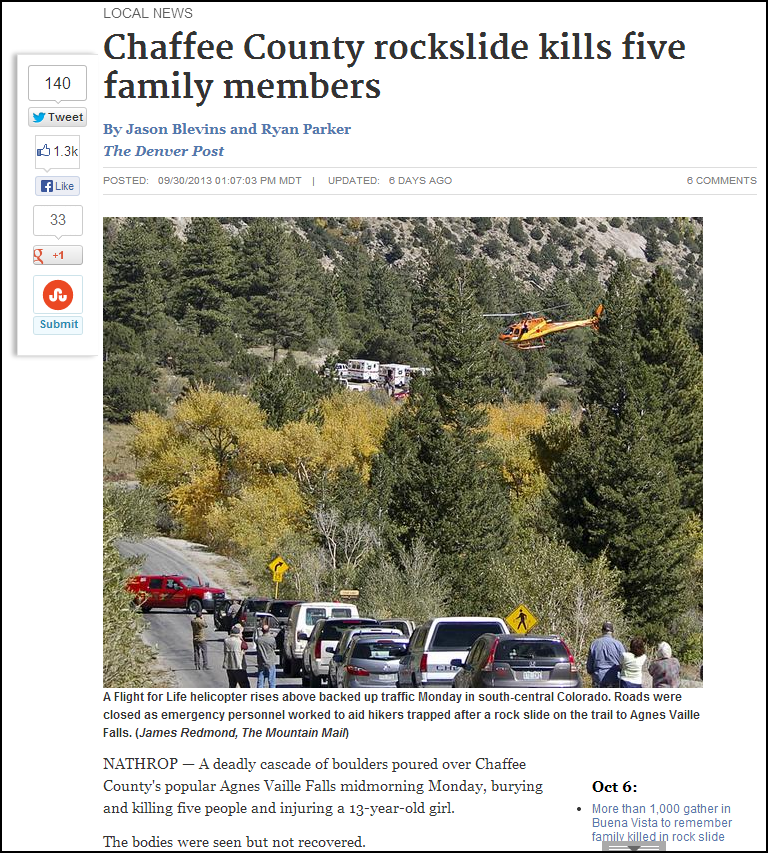 LOCAL NEWS
Chaffee County rockslide kills five
family members
By Jason Blevins and Ryan Parker
The Denver Post
POSTED: 09/30/2013 01:07:03 PM MDT | UPDATED: 6 DAYS AGO
6 COMMENTS
140
Tweet
1.3k
Like
33
+1
Submit
A Flight for Life helicopter rises above backed up traffic Monday in south-central Colorado. Roads were
closed as emergency personnel worked to aid hikers trapped after a rock slide on the trail to Agnes Vaille
Falls. (James Redmond, The Mountain Mail)
NATHROP — A deadly cascade of boulders poured over Chaffee
County's popular Agnes Vaille Falls midmorning Monday, burying
and killing five people and injuring a 13-year-old girl.
The bodies were seen but not recovered.
Oct 6:
• More than 1,000 gather in
Buena Vista to remember
family killed in rock slide